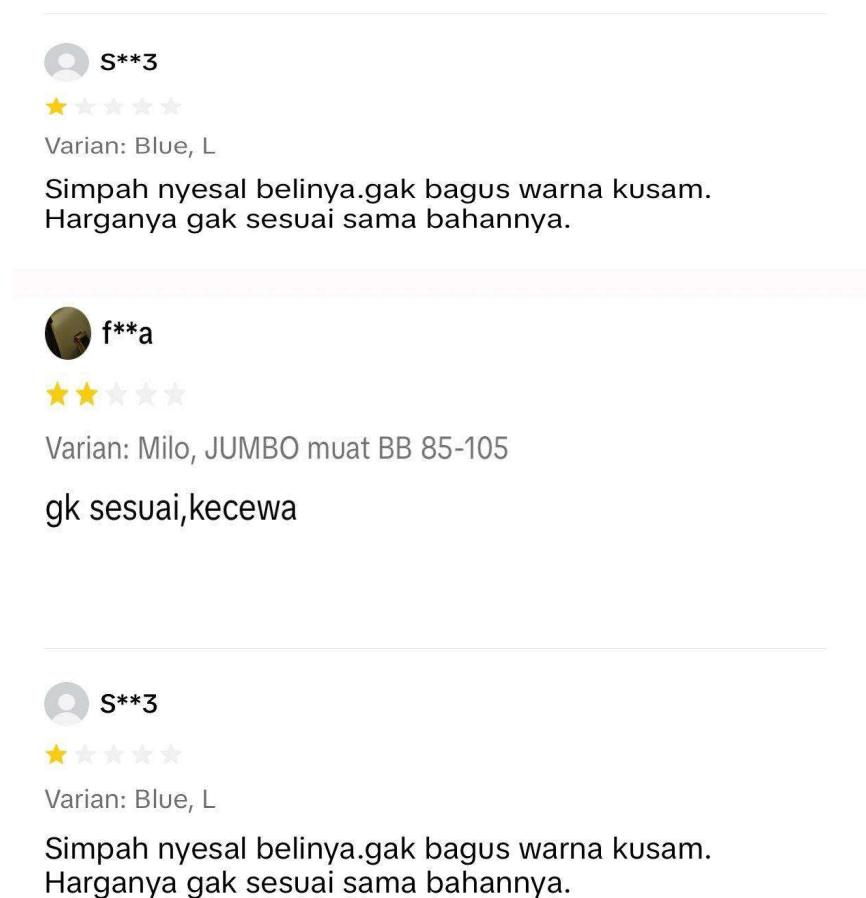 S**3
Varian: Blue, L
Simpah nyesal belinya.gak bagus warna kusam.
Harganya gak sesuai sama bahannya.
f**a
Varian: Milo, JUMBO muat BB 85-105
gk sesuai,kecewa
S**3
Varian: Blue, L
Simpah nyesal belinya.gak bagus warna kusam.
Harganya gak sesuai sama bahannya.